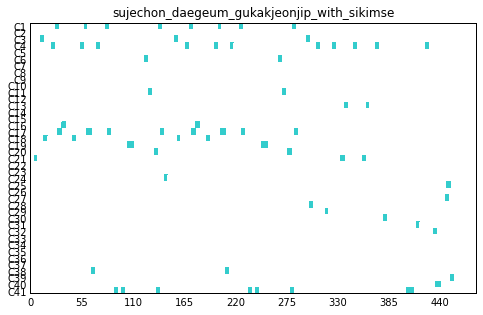 sujechon_daegeum_gukakjeonjip_with_sikimse
C1
C2
C3
C4
C5
C6
C7
C8
C9
C10
C11
C12
C13
C14
C15
C16
C17
C18
C19
C20
C21
C22
C23
C24
C25
C26
C27
C28
C29
C30
C31
C32
C33
C34
C35
C36
C37
C38
C39
C40
C41
0 55 110 165 220 275 330 385 440